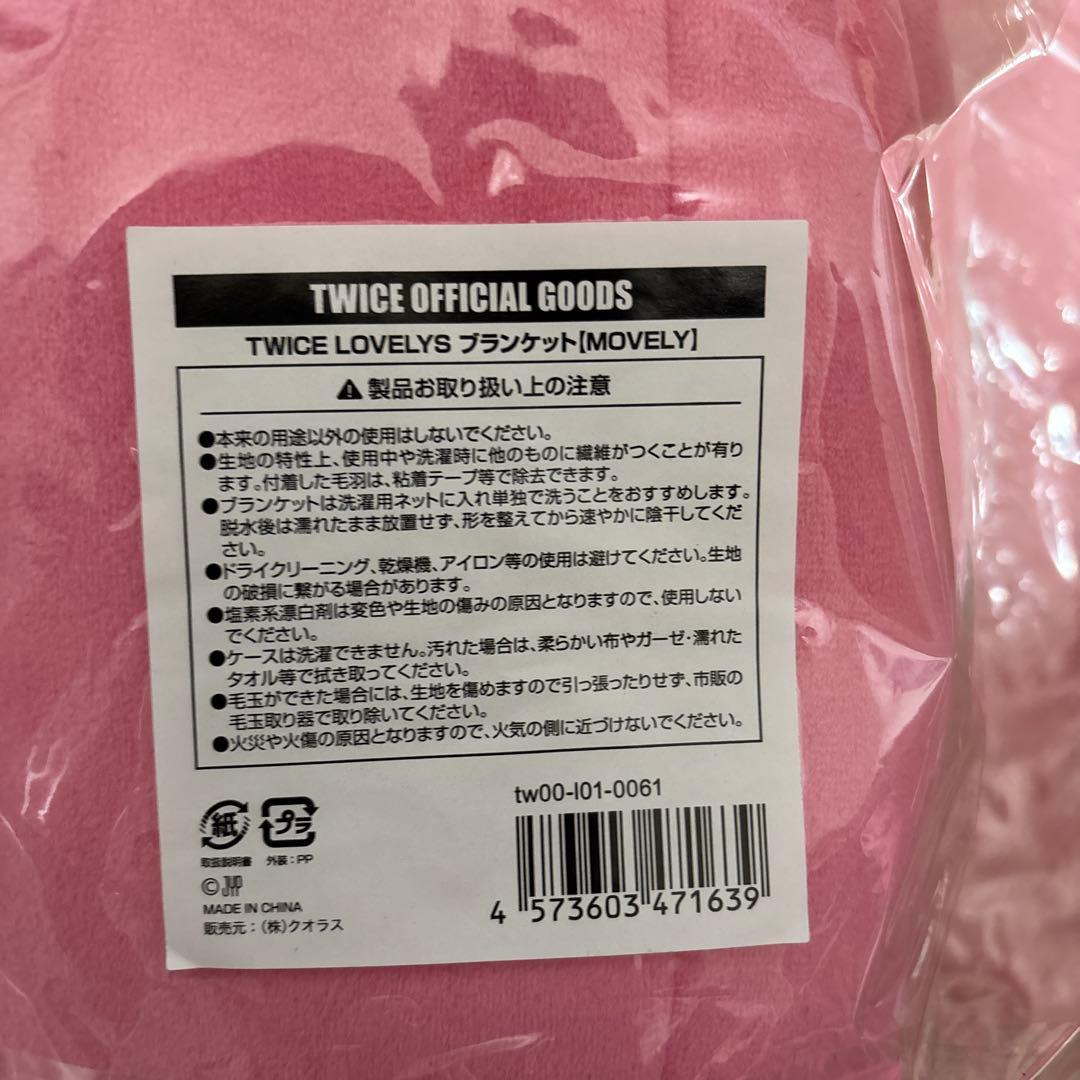 TWICE OFFICIAL GOODS
TWICE LOVELYS ブランケット【MOVELY】
製品お取り扱い上の注意
●本来の用途以外の使用はしないでください。
●生地の特性上、使用中や洗濯時に他のものに繊維がつくことが有り
ます。付着した毛羽は、粘着テープ等で除去できます。
●ブランケットは洗濯用ネットに入れ単独で洗うことをおすすめします。
脱水後は濡れたまま放置せず、形を整えてから速やかに陰干してくだ
さい。
●ドライクリーニング、乾燥機、アイロン等の使用は避けてください。生地
の破損に繋がる場合があります。
●塩素系漂白剤は変色や生地の傷みの原因となりますので、使用しない
でください。
●ケースは洗濯できません。汚れた場合は、柔らかい布やガーゼ・濡れた
タオル等で拭き取ってください。
●毛玉ができた場合には、生地を傷めますので引っ張ったりせず、市販の
毛玉取り器で取り除いてください。
●火災や火傷の原因となりますので、火気の側に近づけないでください。
tw00-I01-0061
紙 プラ
取扱説明書 外装：PP
©JYP
MADE IN CHINA
販売元：(株)クオラス
4 573603 471639